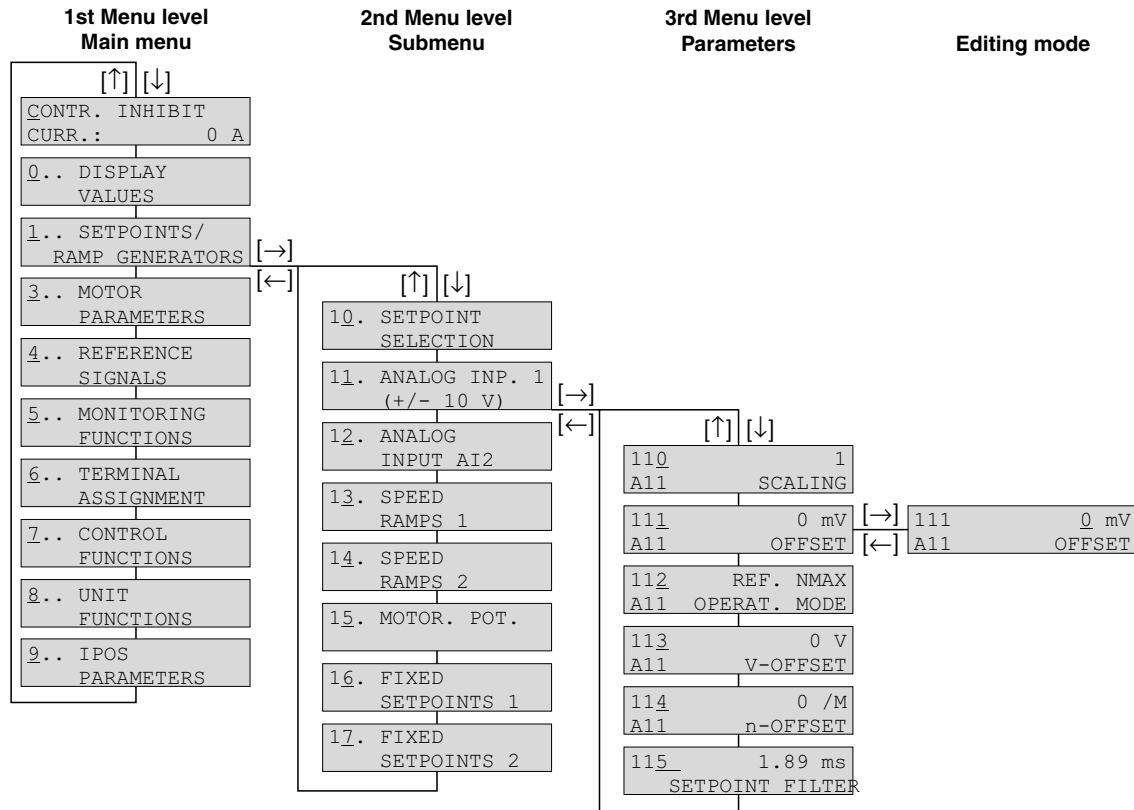 1st Menu level
Main menu
2nd Menu level
Submenu
3rd Menu level
Parameters
Editing mode
[↑] [↓]
CONTR. INHIBIT
CURR.: 0 A
0.. DISPLAY
VALUES
1.. SETPOINTS/
RAMP GENERATORS
[→]
[←]
3.. MOTOR
PARAMETERS
4.. REFERENCE
SIGNALS
5.. MONITORING
FUNCTIONS
6.. TERMINAL
ASSIGNMENT
7.. CONTROL
FUNCTIONS
8.. UNIT
FUNCTIONS
9.. IPOS
PARAMETERS
[↑] [↓]
10. SETPOINT
SELECTION
11. ANALOG INP. 1
(+/- 10 V)
[→]
[←]
12. ANALOG
INPUT AI2
13. SPEED
RAMPS 1
14. SPEED
RAMPS 2
15. MOTOR. POT.
16. FIXED
SETPOINTS 1
17. FIXED
SETPOINTS 2
[↑] [↓]
110 1
A11 SCALING
111 0 mV
A11 OFFSET
[→]
[←]
111 0 mV
A11 OFFSET
112 REF. NMAX
A11 OPERAT. MODE
113 0 V
A11 V-OFFSET
114 0 /M
A11 n-OFFSET
115 1.89 ms
SETPOINT FILTER